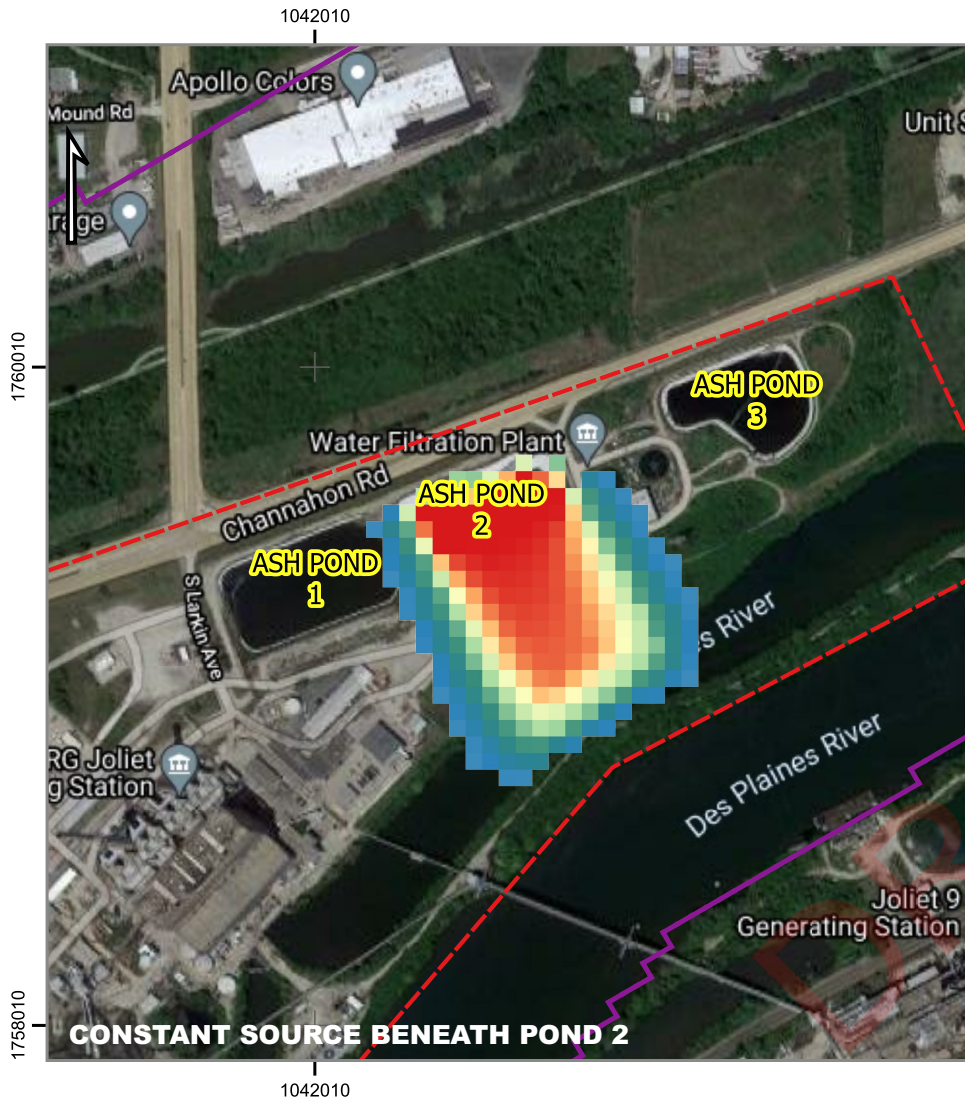 1042010
Apollo Colors
Mound Rd
Unit S
rage
1760010
ASH POND
3
Water Filtration Plant
Channahon Rd
ASH POND
2
ASH POND
1
S Larkin Ave
es River
RG Joliet
g Station
Des Plaines River
Joliet 9
Generating Station
DR
1758010
CONSTANT SOURCE BENEATH POND 2
1042010